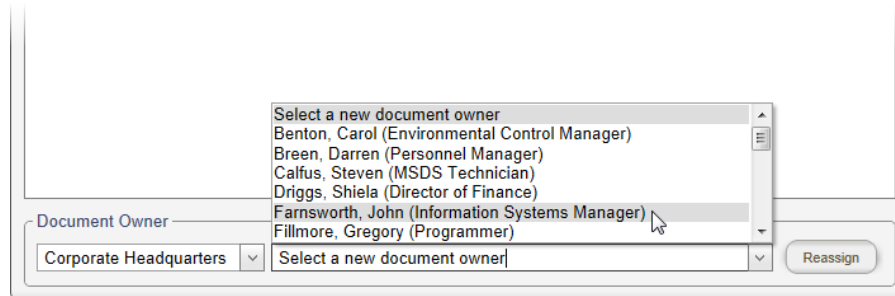 Select a new document owner
Benton, Carol (Environmental Control Manager)
Breen, Darren (Personnel Manager)
Calfus, Steven (MSDS Technician)
Driggs, Shiela (Director of Finance)
Farnsworth, John (Information Systems Manager)
Fillmore, Gregory (Programmer)
Document Owner
Corporate Headquarters Select a new document owner Reassign